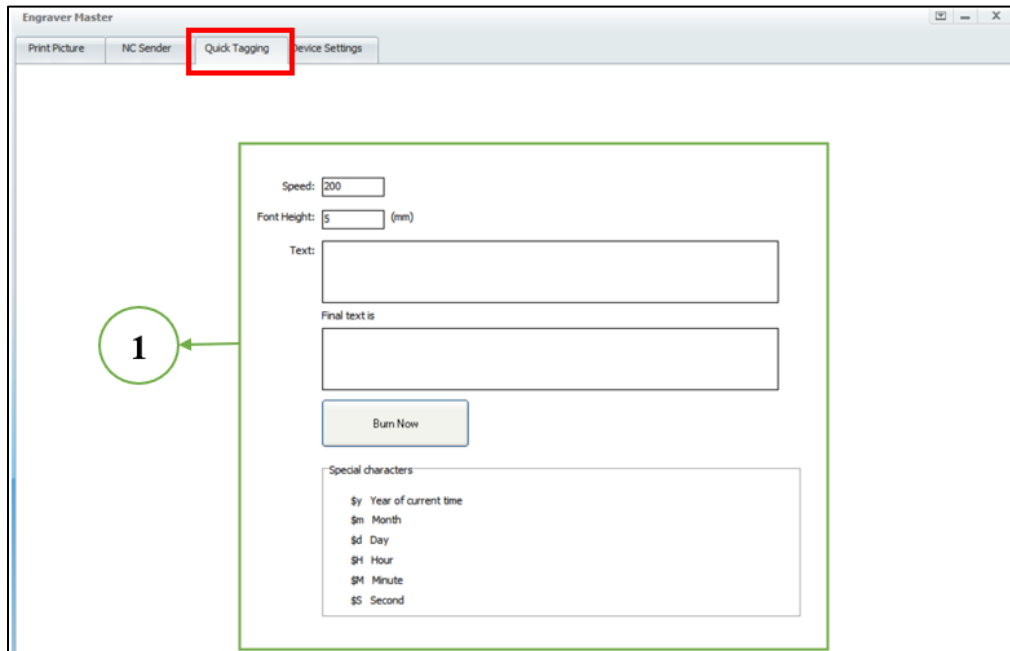 Engraver Master
Print Picture NC Sender Quick Tagging Device Settings
Speed: 200
Font Height: 5 (mm)
Text:
Final text is
1
Burn Now
Special characters
$y Year of current time
$m Month
$d Day
$H Hour
$M Minute
$S Second